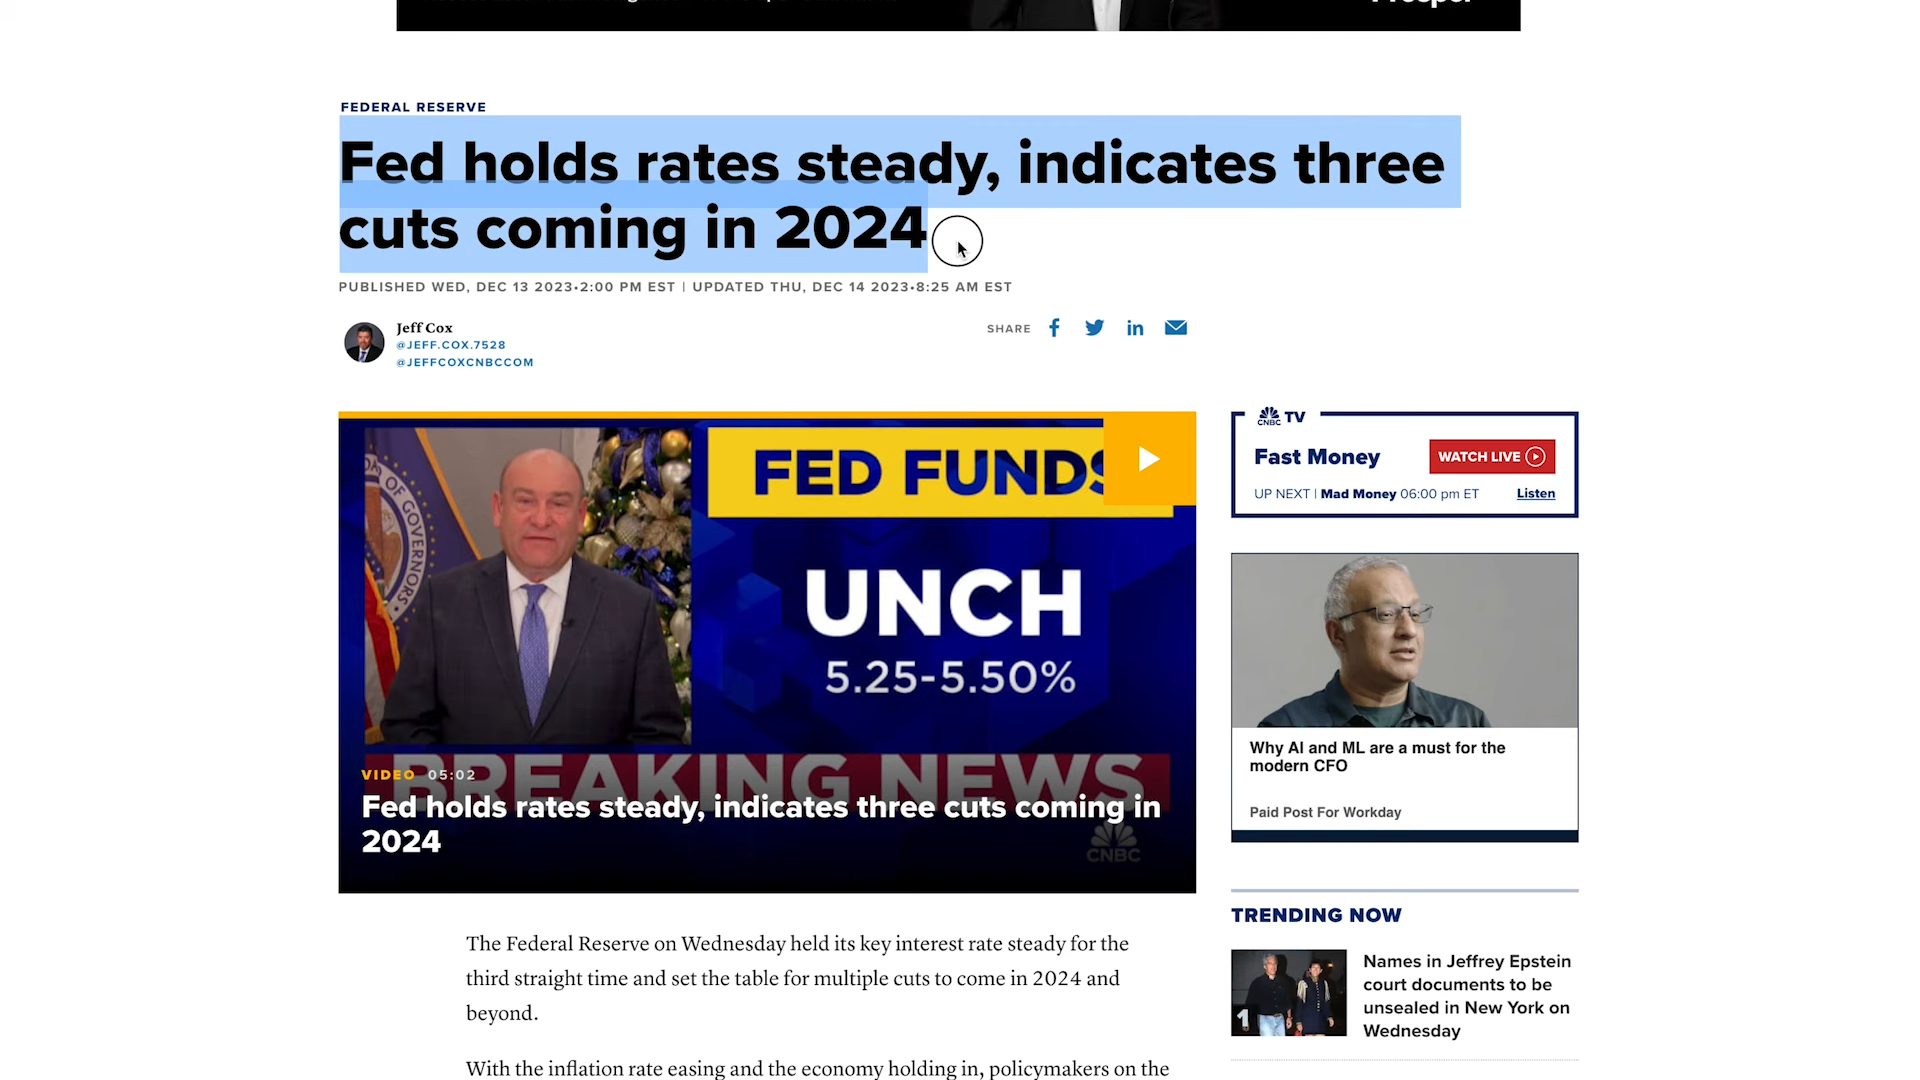 FEDERAL RESERVE
Fed holds rates steady, indicates three
cuts coming in 2024
PUBLISHED WED, DEC 13 2023•2:00 PM EST | UPDATED THU, DEC 14 2023•8:25 AM EST
Jeff Cox
@JEFF.COX.7528
@JEFFCOXCNBCCOM
SHARE
OF GOVERNORS
FED FUNDS
UNCH
5.25-5.50%
BREAKING NEWS
VIDEO 05:02
Fed holds rates steady, indicates three cuts coming in
2024
CNBC
The Federal Reserve on Wednesday held its key interest rate steady for the
third straight time and set the table for multiple cuts to come in 2024 and
beyond.
With the inflation rate easing and the economy holding in, policymakers on the
CNBC TV
Fast Money
WATCH LIVE
UP NEXT | Mad Money 06:00 pm ET
Listen
Why AI and ML are a must for the
modern CFO
Paid Post For Workday
TRENDING NOW
1
Names in Jeffrey Epstein
court documents to be
unsealed in New York on
Wednesday